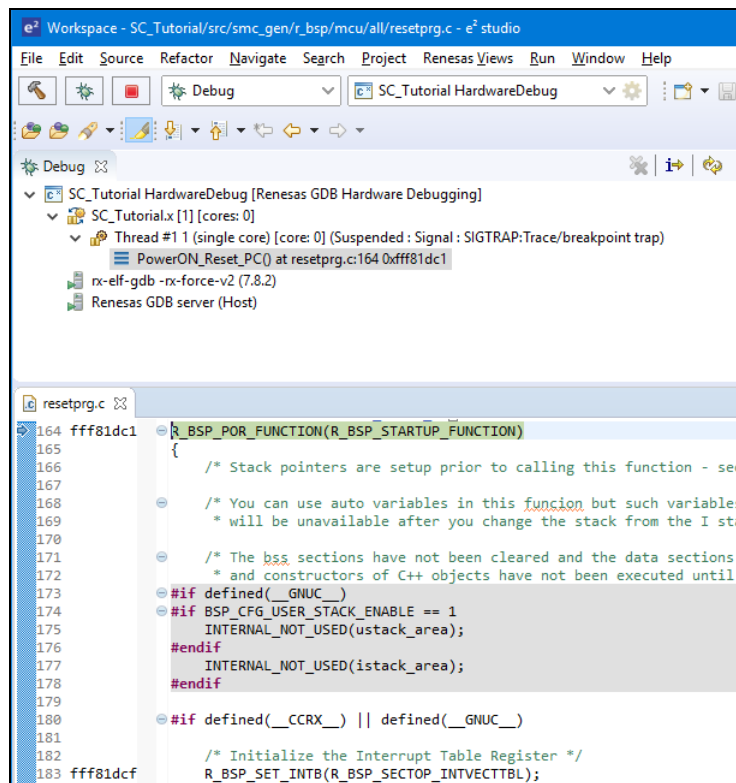 e² Workspace - SC_Tutorial/src/smc_gen/r_bsp/mcu/all/resetprg.c - e² studio
File Edit Source Refactor Navigate Search Project Renesas Views Run Window Help
Debug SC_Tutorial HardwareDebug
Debug
SC_Tutorial HardwareDebug [Renesas GDB Hardware Debugging]
SC_Tutorial.x [1] [cores: 0]
Thread #1 1 (single core) [core: 0] (Suspended : Signal : SIGTRAP:Trace/breakpoint trap)
PowerON_Reset_PC() at resetprg.c:164 0xfff81dc1
rx-elf-gdb -rx-force-v2 (7.8.2)
Renesas GDB server (Host)
resetprg.c
164 fff81dc1 R_BSP_POR_FUNCTION(R_BSP_STARTUP_FUNCTION)
165 {
166 /* Stack pointers are setup prior to calling this function - se
167
168 /* You can use auto variables in this funcion but such variable
169 * will be unavailable after you change the stack from the I sta
170
171 /* The bss sections have not been cleared and the data sections
172 * and constructors of C++ objects have not been executed until
173 #if defined(__GNUC__)
174 #if BSP_CFG_USER_STACK_ENABLE == 1
175 INTERNAL_NOT_USED(ustack_area);
176 #endif
177 INTERNAL_NOT_USED(istack_area);
178 #endif
179
180 #if defined(__CCRX__) || defined(__GNUC__)
181
182 /* Initialize the Interrupt Table Register */
183 fff81dcf R_BSP_SET_INTB(R_BSP_SECTOP_INTVECTTBL);